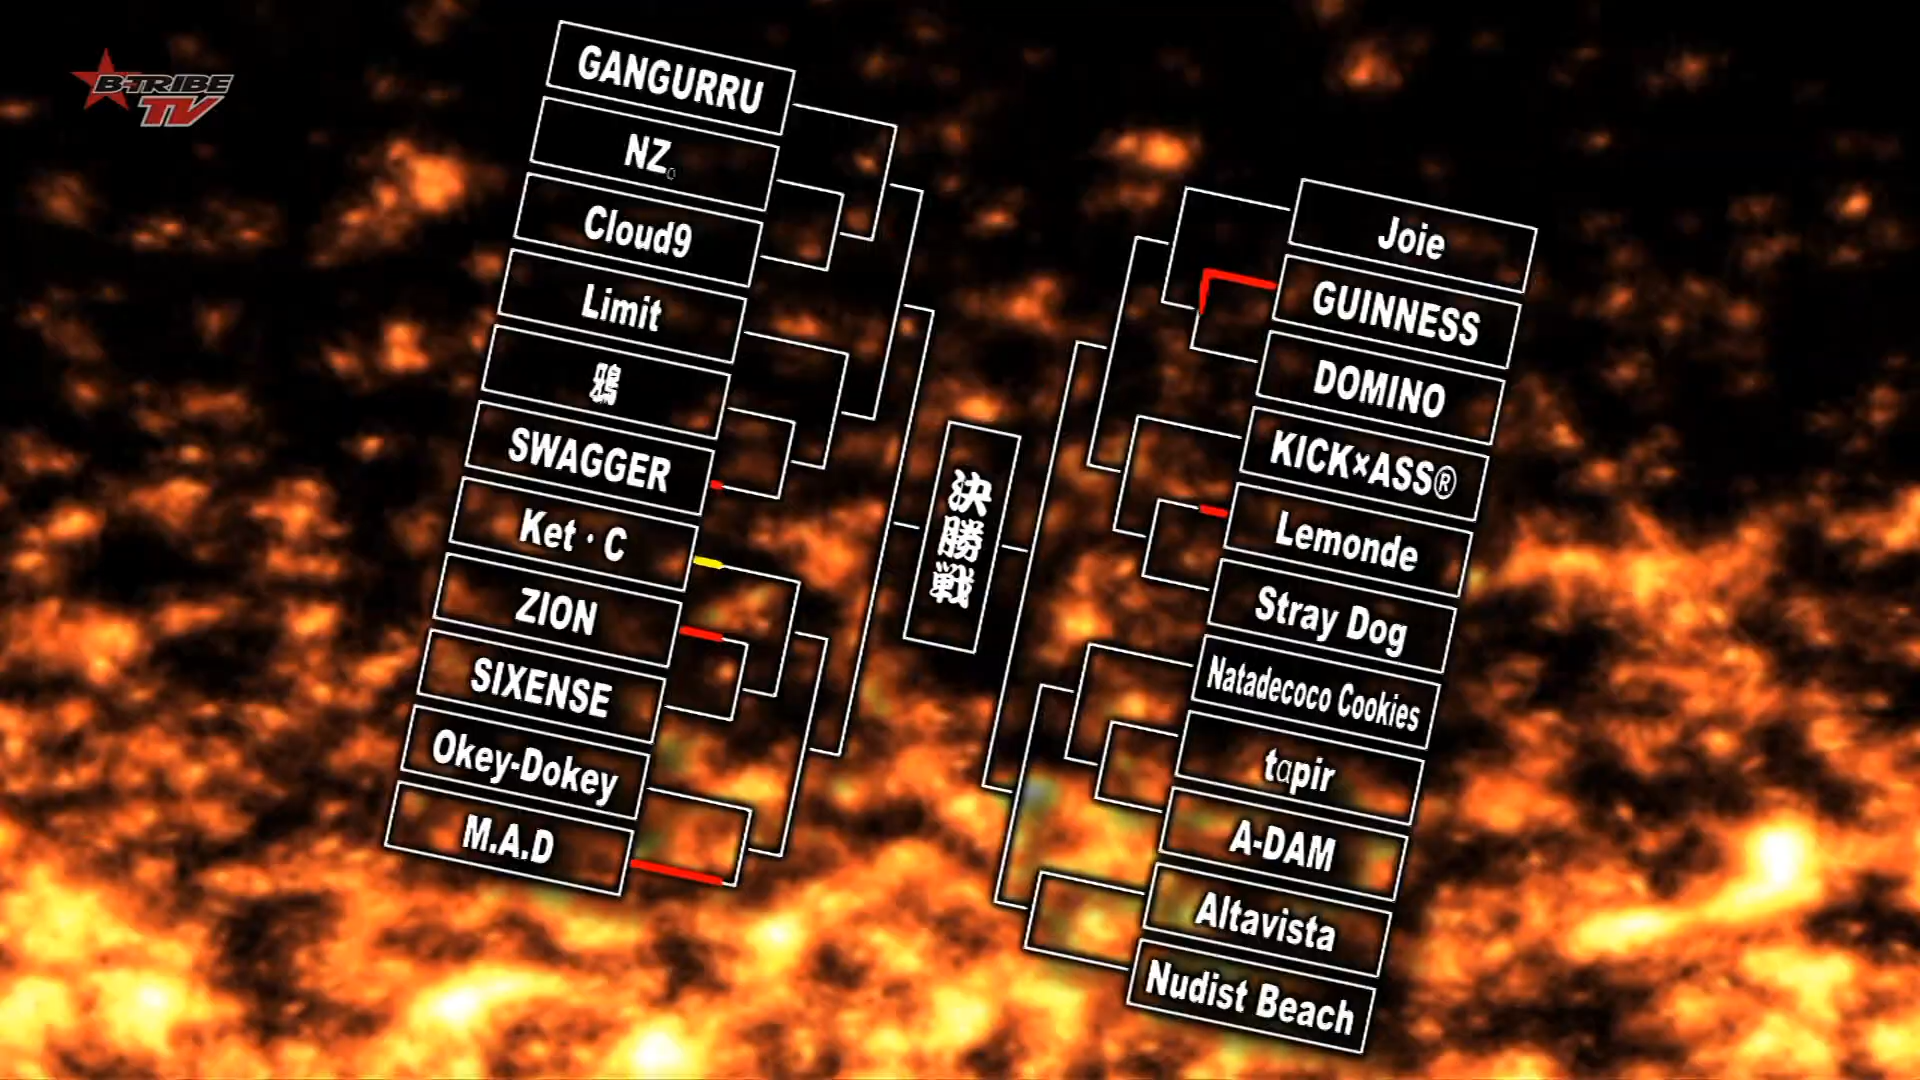 B-TRIBE
TV
GANGURRU
NZ。
Cloud9
Limit
鴉
SWAGGER
Ket・C
ZION
SIXENSE
Okey-Dokey
M.A.D
決勝戦
Joie
GUINNESS
DOMINO
KICK×ASS®
Lemonde
Stray Dog
Natadecoco Cookies
tαpir
A-DAM
Altavista
Nudist Beach